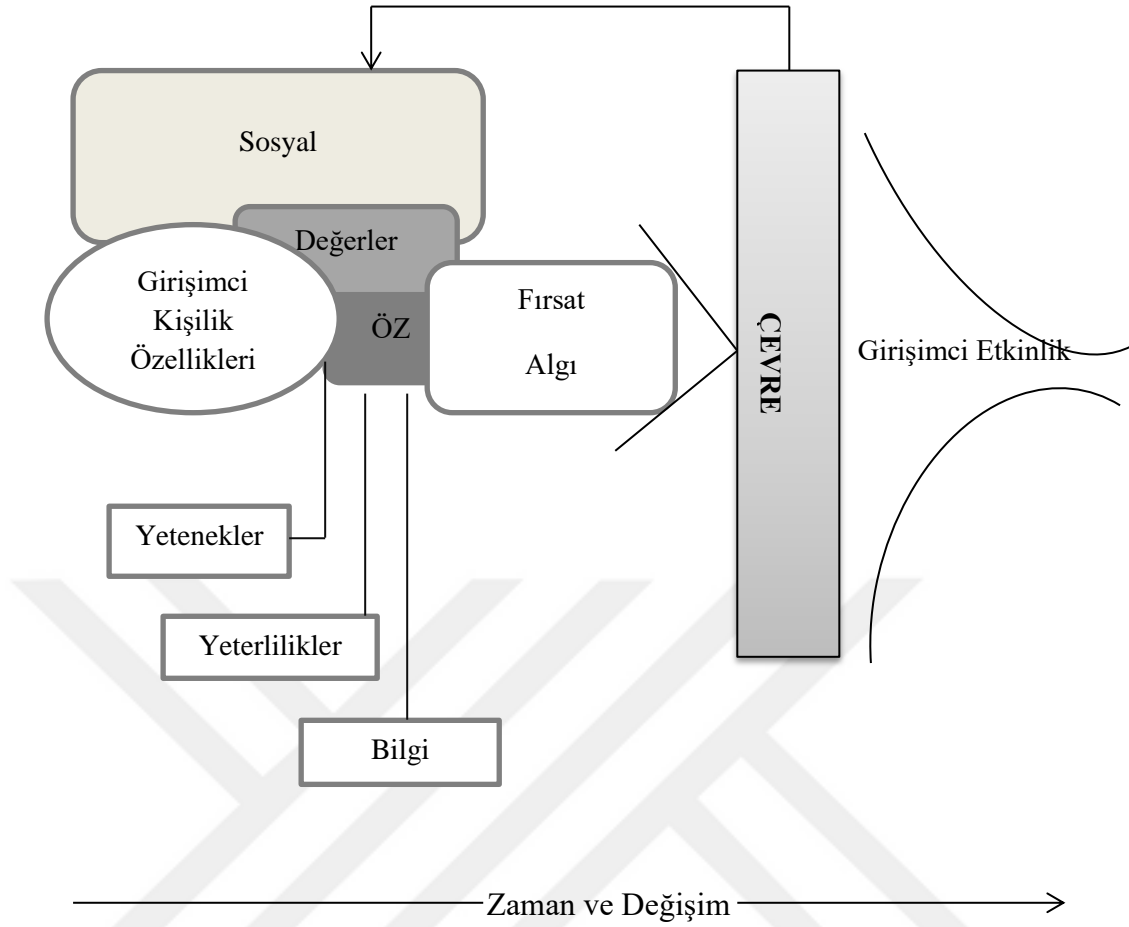 Sosyal
Değerler
Girişimci
Kişilik
Özellikleri
ÖZ
Fırsat
Algı
ÇEVRE
Girişimci Etkinlik
Yetenekler
Yeterlilikler
Bilgi
Zaman ve Değişim